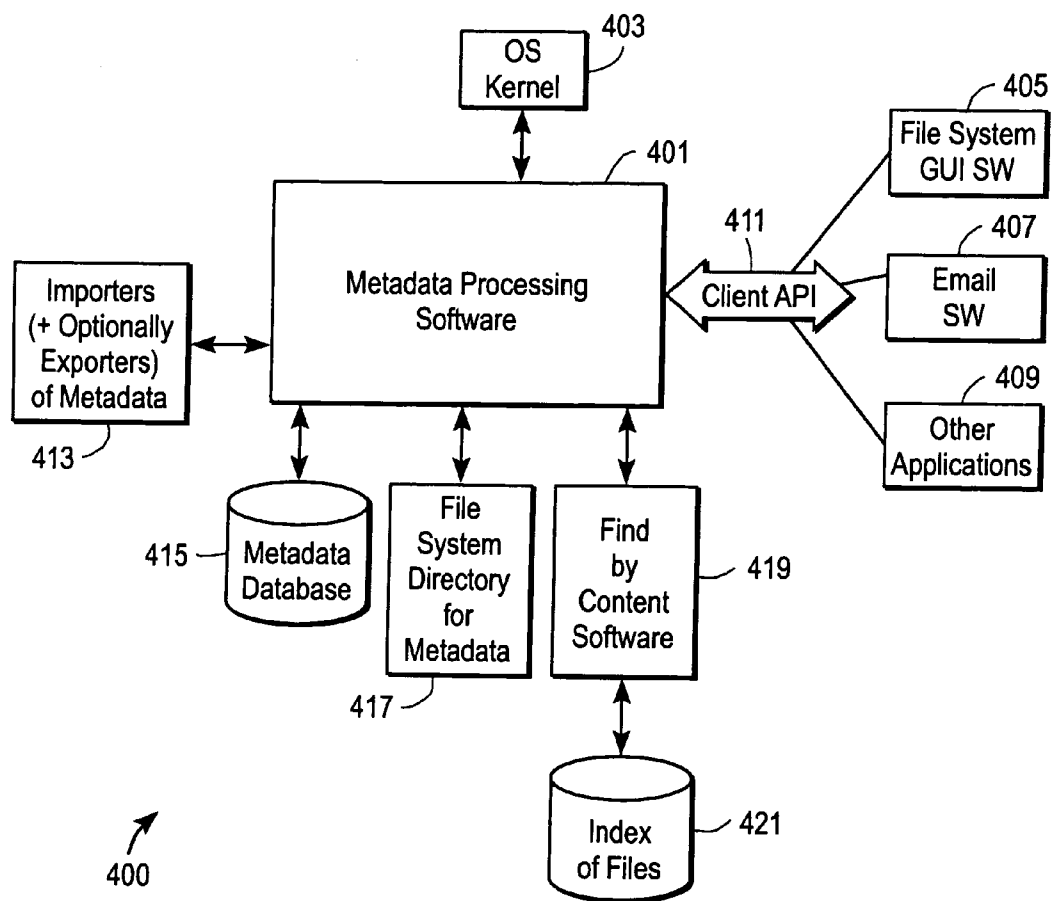 403
OS
Kernel
405
File System
GUI SW
401
411
407
Metadata Processing
Software
Client API
Email
SW
Importers
(+ Optionally
Exporters)
of Metadata
413
409
Other
Applications
415
Metadata
Database
File
System
Directory
for
Metadata
417
Find
by
Content
Software
419
421
Index
of Files
400